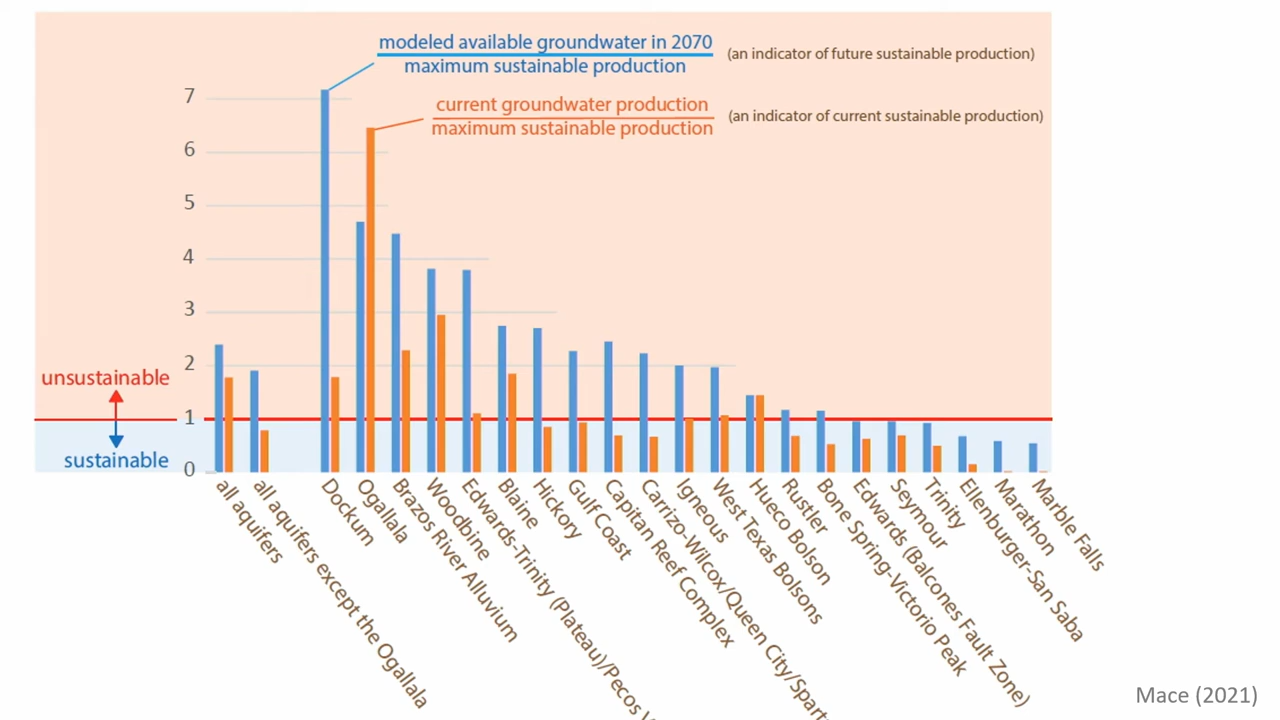 modeled available groundwater in 2070
maximum sustainable production
(an indicator of future sustainable production)
current groundwater production
maximum sustainable production
(an indicator of current sustainable production)
7
6
5
4
3
2
1
0
unsustainable
sustainable
all aquifers
all aquifers except the Ogallala
Dockum
Ogallala
Brazos River Alluvium
Woodbine
Edwards-Trinity (Plateau)/Pecos
Blaine
Hickory
Gulf Coast
Capitan Reef Complex
Carrizo-Wilcox/Queen City/Spart
Igneous
West Texas Bolsons
Hueco Bolson
Rustler
Bone Spring-Victorio Peak
Edwards (Balcones Fault Zone)
Seymour
Trinity
Ellenburger-San Saba
Marathon
Marble Falls
Mace (2021)